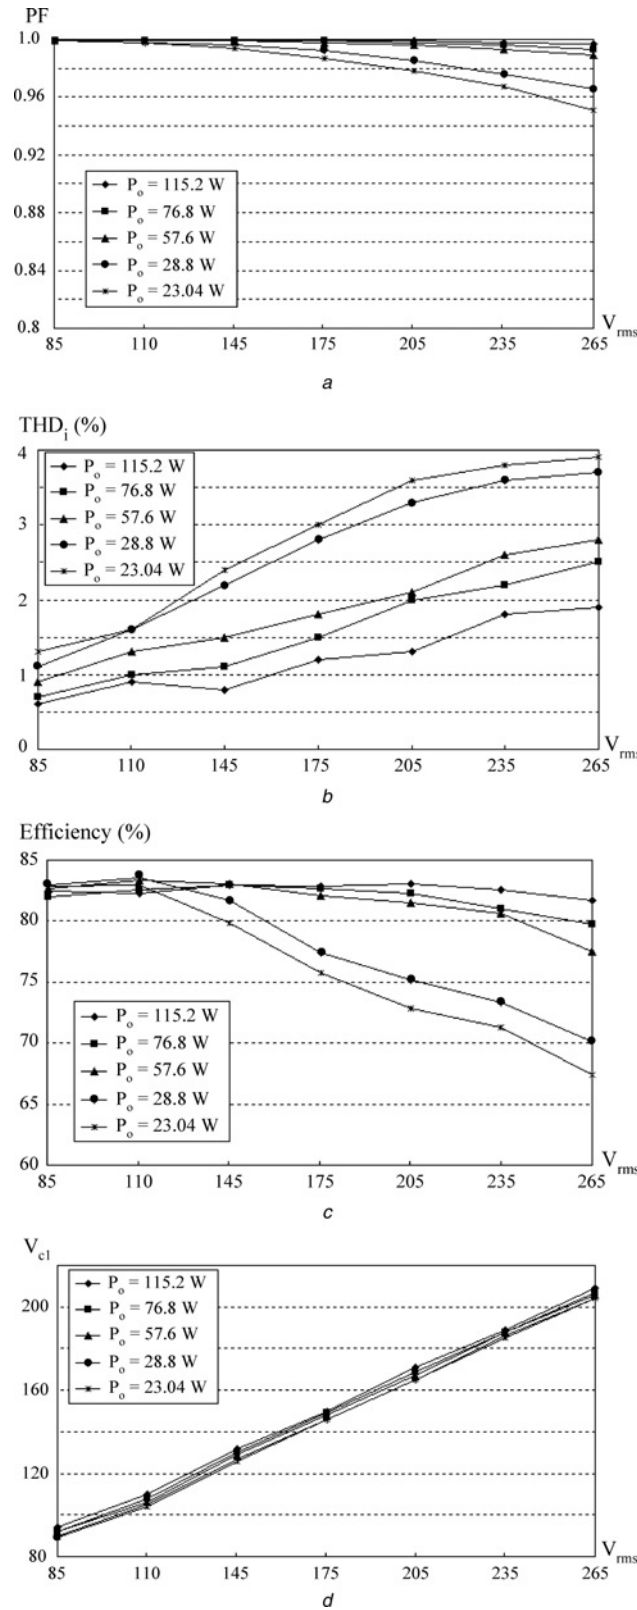 PF
1.0
0.96
0.92
0.88
0.84
0.8
P_o = 115.2 W
P_o = 76.8 W
P_o = 57.6 W
P_o = 28.8 W
P_o = 23.04 W
85 110 145 175 205 235 265
V_rms
a
THD_i (%)
4
3
2
1
0
P_o = 115.2 W
P_o = 76.8 W
P_o = 57.6 W
P_o = 28.8 W
P_o = 23.04 W
85 110 145 175 205 235 265
V_rms
b
Efficiency (%)
85
80
75
70
65
60
P_o = 115.2 W
P_o = 76.8 W
P_o = 57.6 W
P_o = 28.8 W
P_o = 23.04 W
85 110 145 175 205 235 265
V_rms
c
V_c1
200
160
120
80
P_o = 115.2 W
P_o = 76.8 W
P_o = 57.6 W
P_o = 28.8 W
P_o = 23.04 W
85 110 145 175 205 235 265
V_rms
d